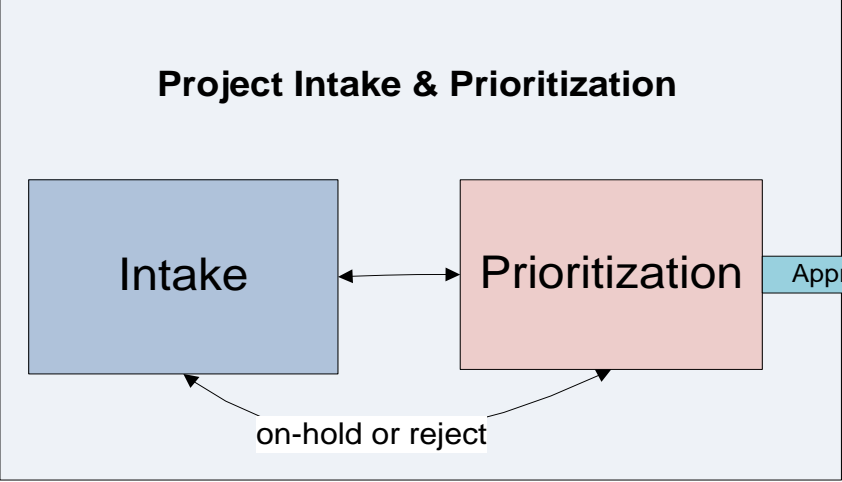 Project Intake & Prioritization
Intake
Prioritization
on-hold or reject